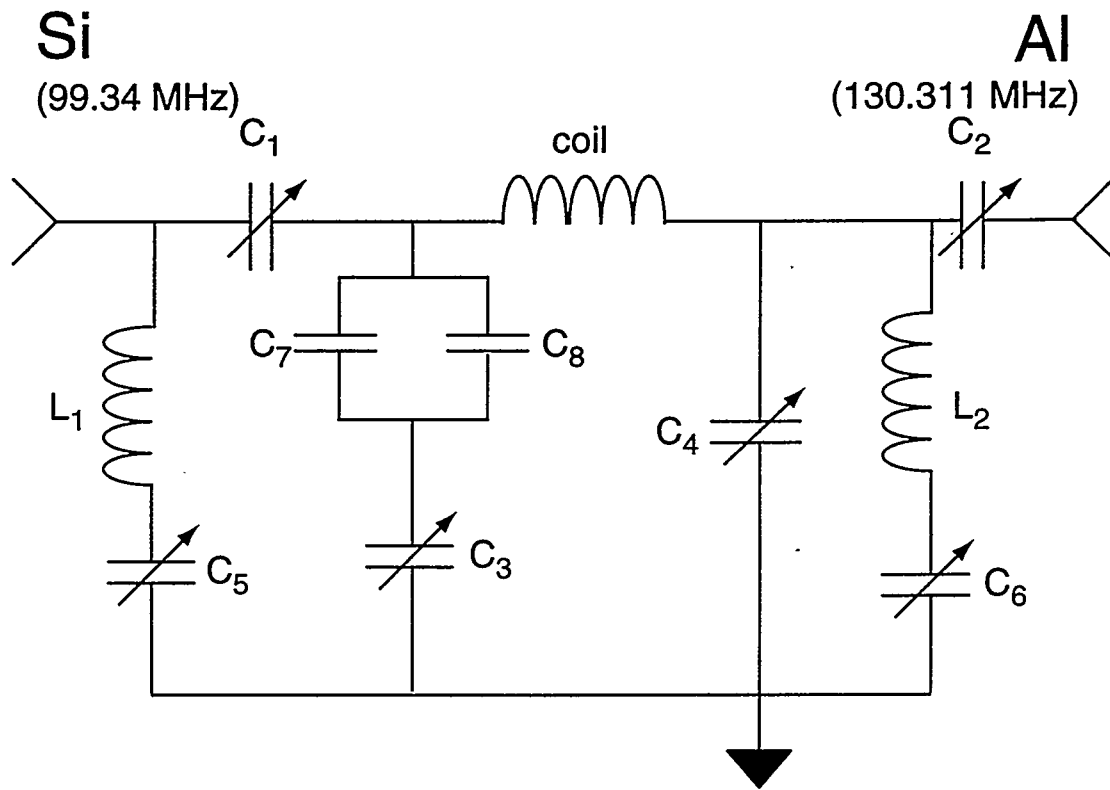 Si
(99.34 MHz)
Al
(130.311 MHz)
C1
coil
C2
C7
C8
L1
C4
L2
C5
C3
C6